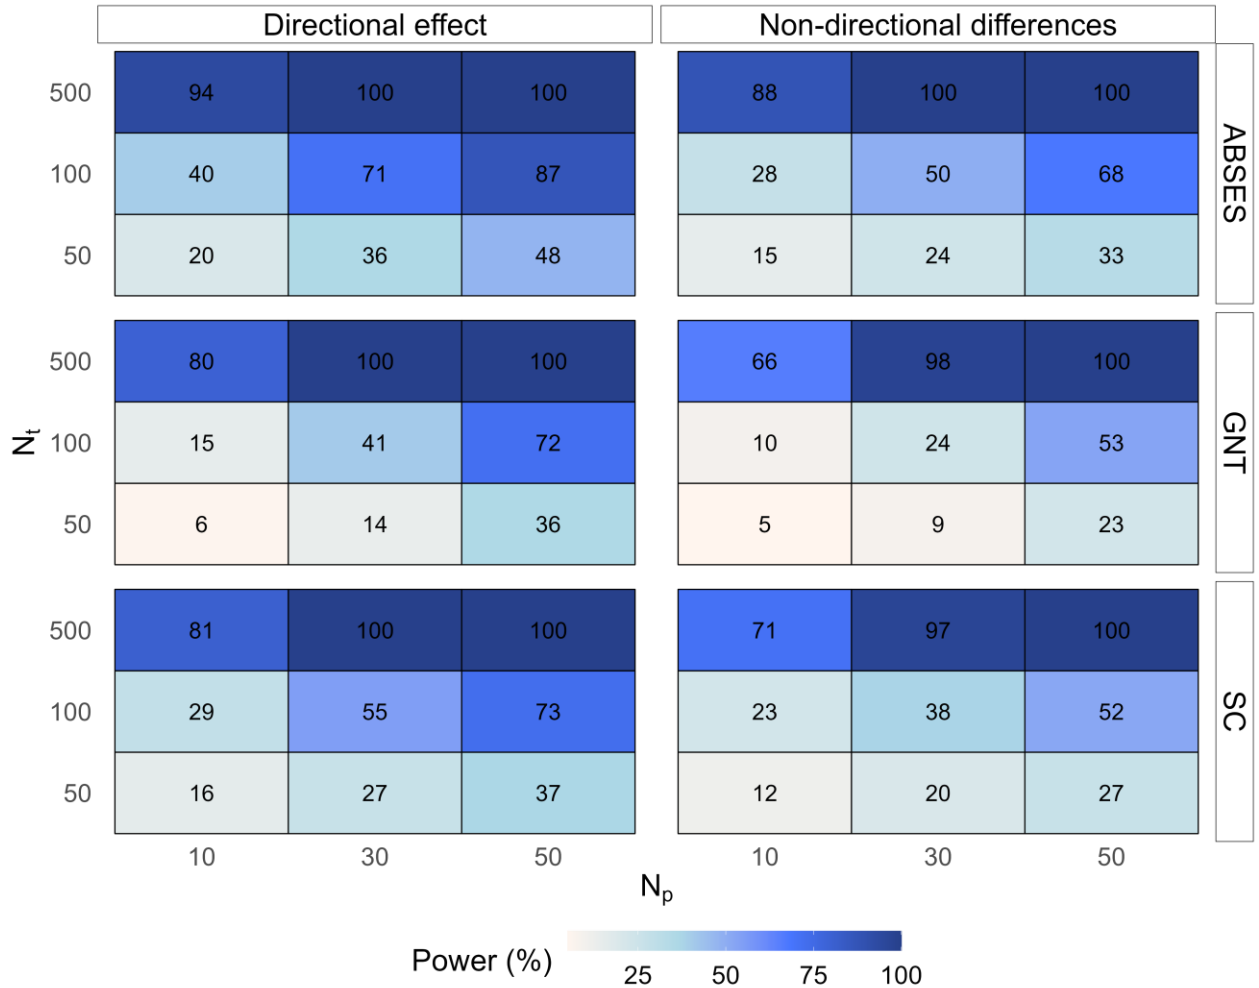 Directional effect Non-directional differences
500 94 100 100 88 100 100
100 40 71 87 28 50 68
50 20 36 48 15 24 33
ABSES
500 80 100 100 66 98 100
100 15 41 72 10 24 53
50 6 14 36 5 9 23
GNT
500 81 100 100 71 97 100
100 29 55 73 23 38 52
50 16 27 37 12 20 27
SC
Nt
10 30 50 10 30 50
Np
Power (%)
25 50 75 100